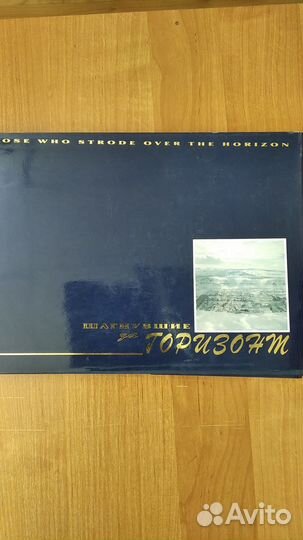 OSE WHO STRODE OVER THE HORIZON
ШАГНУВШИЕ
за
ГОРИЗОНТ
Avito